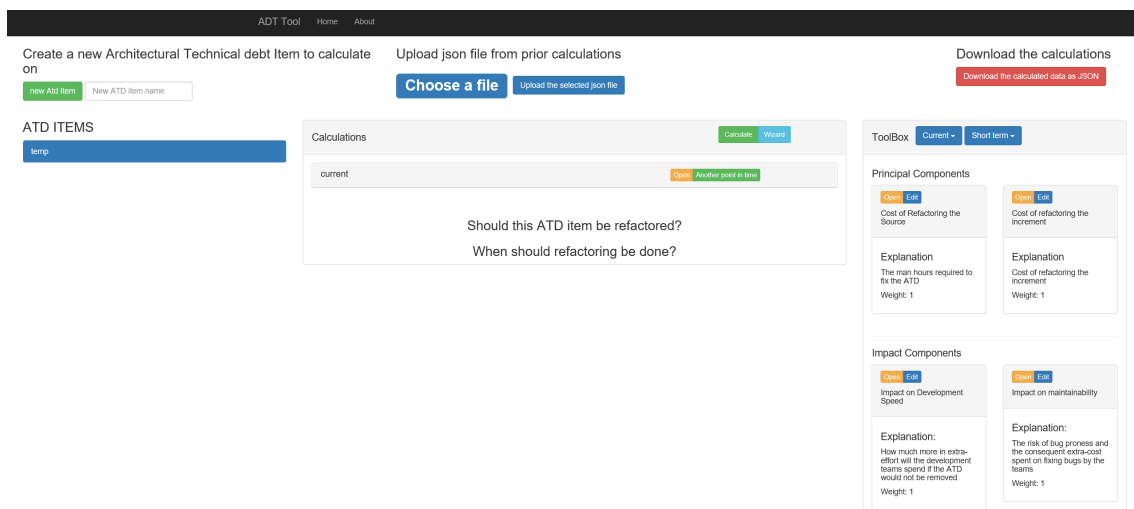 ADT Tool Home About
Create a new Architectural Technical debt Item to calculate
on
new Atd Item New ATD item name
Upload json file from prior calculations
Choose a file Upload the selected json file
Download the calculations
Download the calculated data as JSON
ATD ITEMS
temp
Calculations Calculate Wizard
current Open Another point in time
Should this ATD item be refactored?
When should refactoring be done?
ToolBox Current Short term
Principal Components
Open Edit
Cost of Refactoring the
Source
Explanation
The man hours required to
fix the ATD
Weight: 1
Open Edit
Cost of refactoring the
increment
Explanation
Cost of refactoring the
increment
Weight: 1
Impact Components
Open Edit
Impact on Development
Speed
Explanation:
How much more in extra-
effort will the development
teams spend if the ATD
would not be removed
Weight: 1
Open Edit
Impact on maintainability
Explanation:
The risk of bug proness and
the consequent extra-cost
spent on fixing bugs by the
teams
Weight: 1